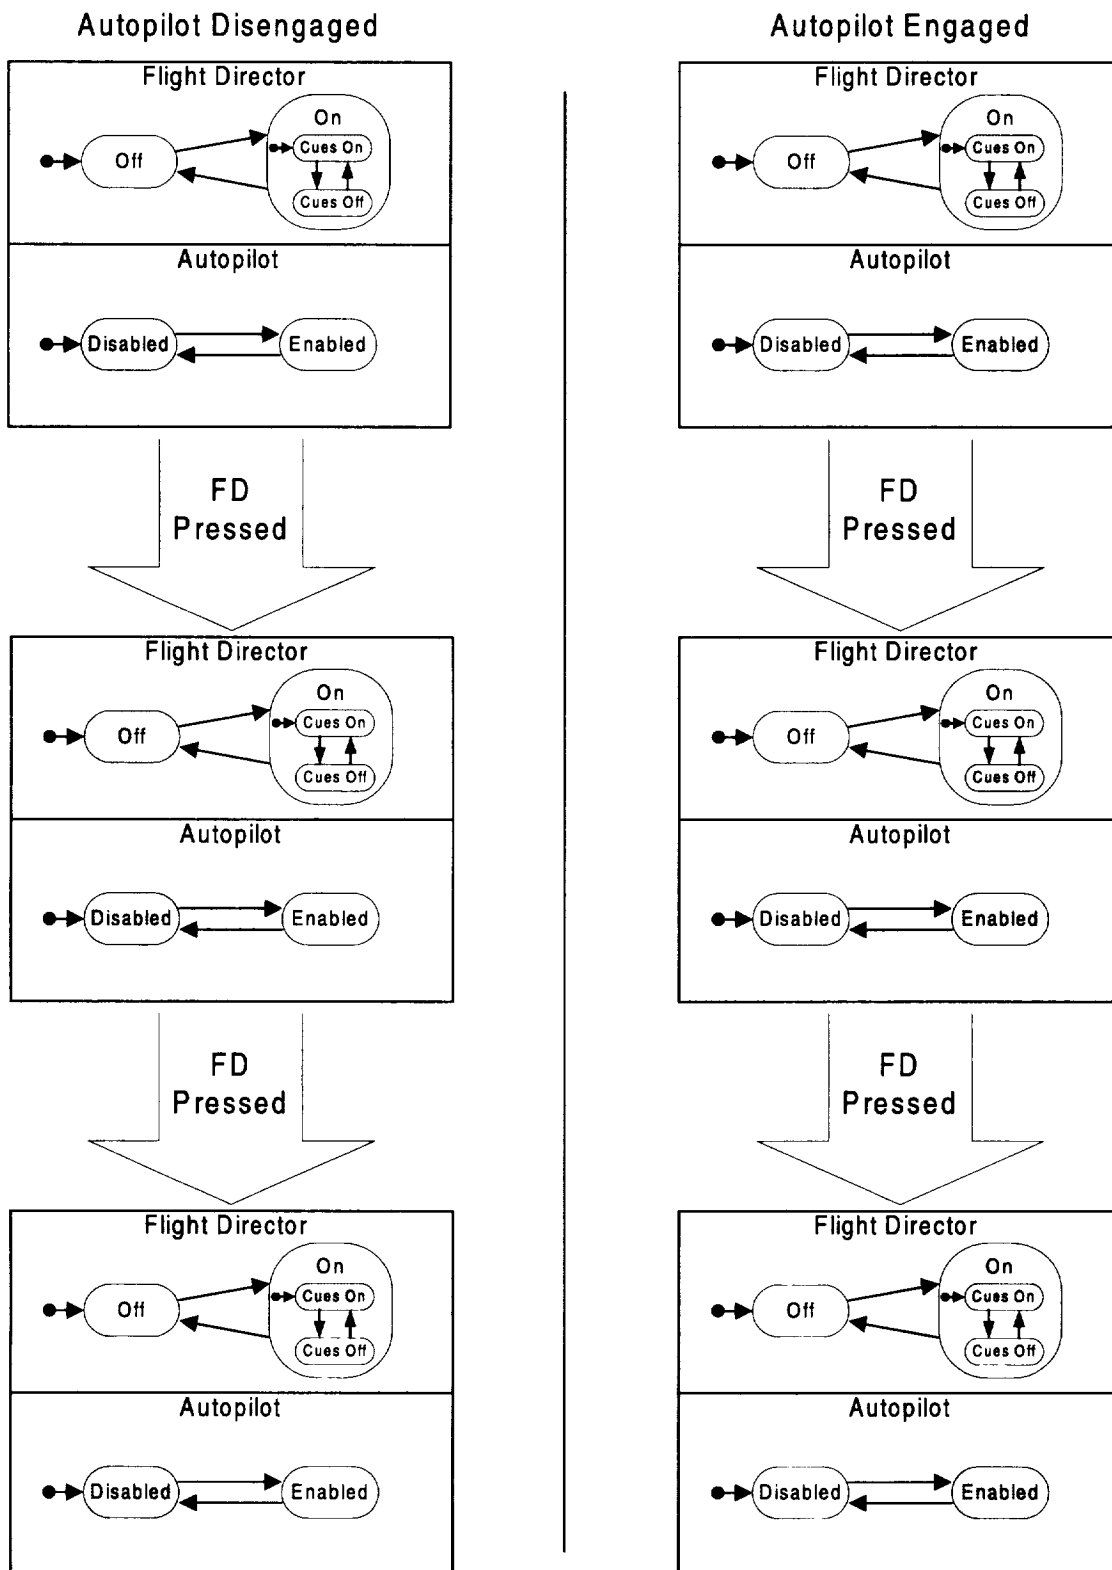 Autopilot Disengaged
Flight Director
On
Cues On
Off
Cues Off
Autopilot
Disabled
Enabled
FD
Pressed
Flight Director
On
Cues On
Off
Cues Off
Autopilot
Disabled
Enabled
FD
Pressed
Flight Director
On
Cues On
Off
Cues Off
Autopilot
Disabled
Enabled
Autopilot Engaged
Flight Director
On
Cues On
Off
Cues Off
Autopilot
Disabled
Enabled
FD
Pressed
Flight Director
On
Cues On
Off
Cues Off
Autopilot
Disabled
Enabled
FD
Pressed
Flight Director
On
Cues On
Off
Cues Off
Autopilot
Disabled
Enabled